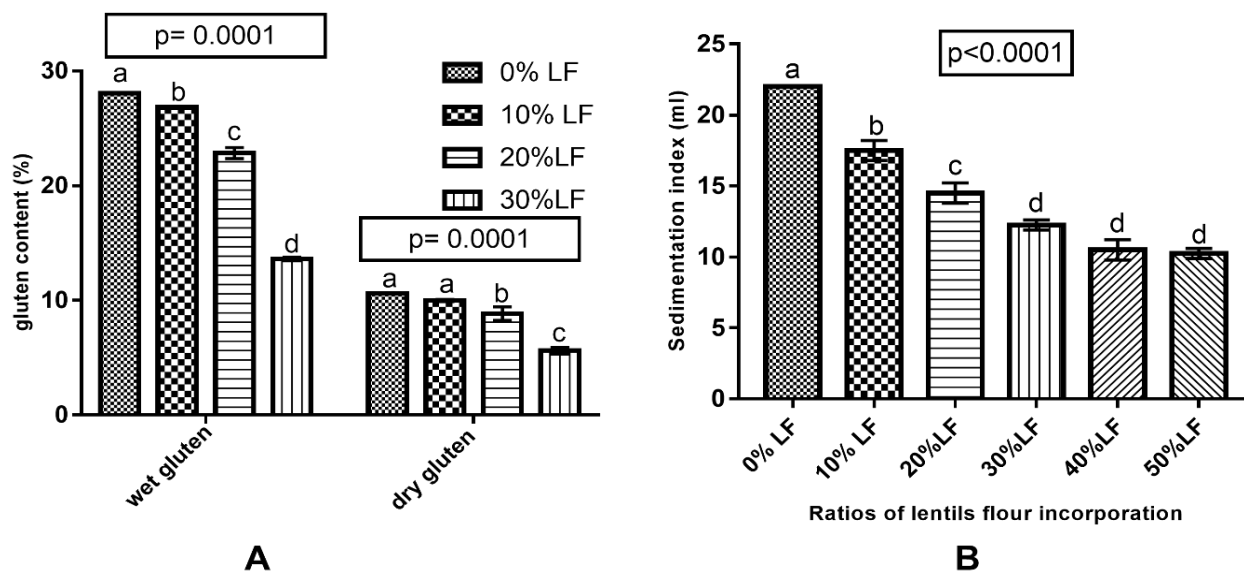 p= 0.0001
30
20
10
0
gluten content (%)
a
b
c
d
0% LF
10% LF
20%LF
30%LF
p= 0.0001
a
a
b
c
wet gluten
dry gluten
A
p<0.0001
25
20
15
10
5
0
Sedimentation index (ml)
a
b
c
d
d
d
0% LF
10% LF
20%LF
30%LF
40%LF
50%LF
Ratios of lentils flour incorporation
B